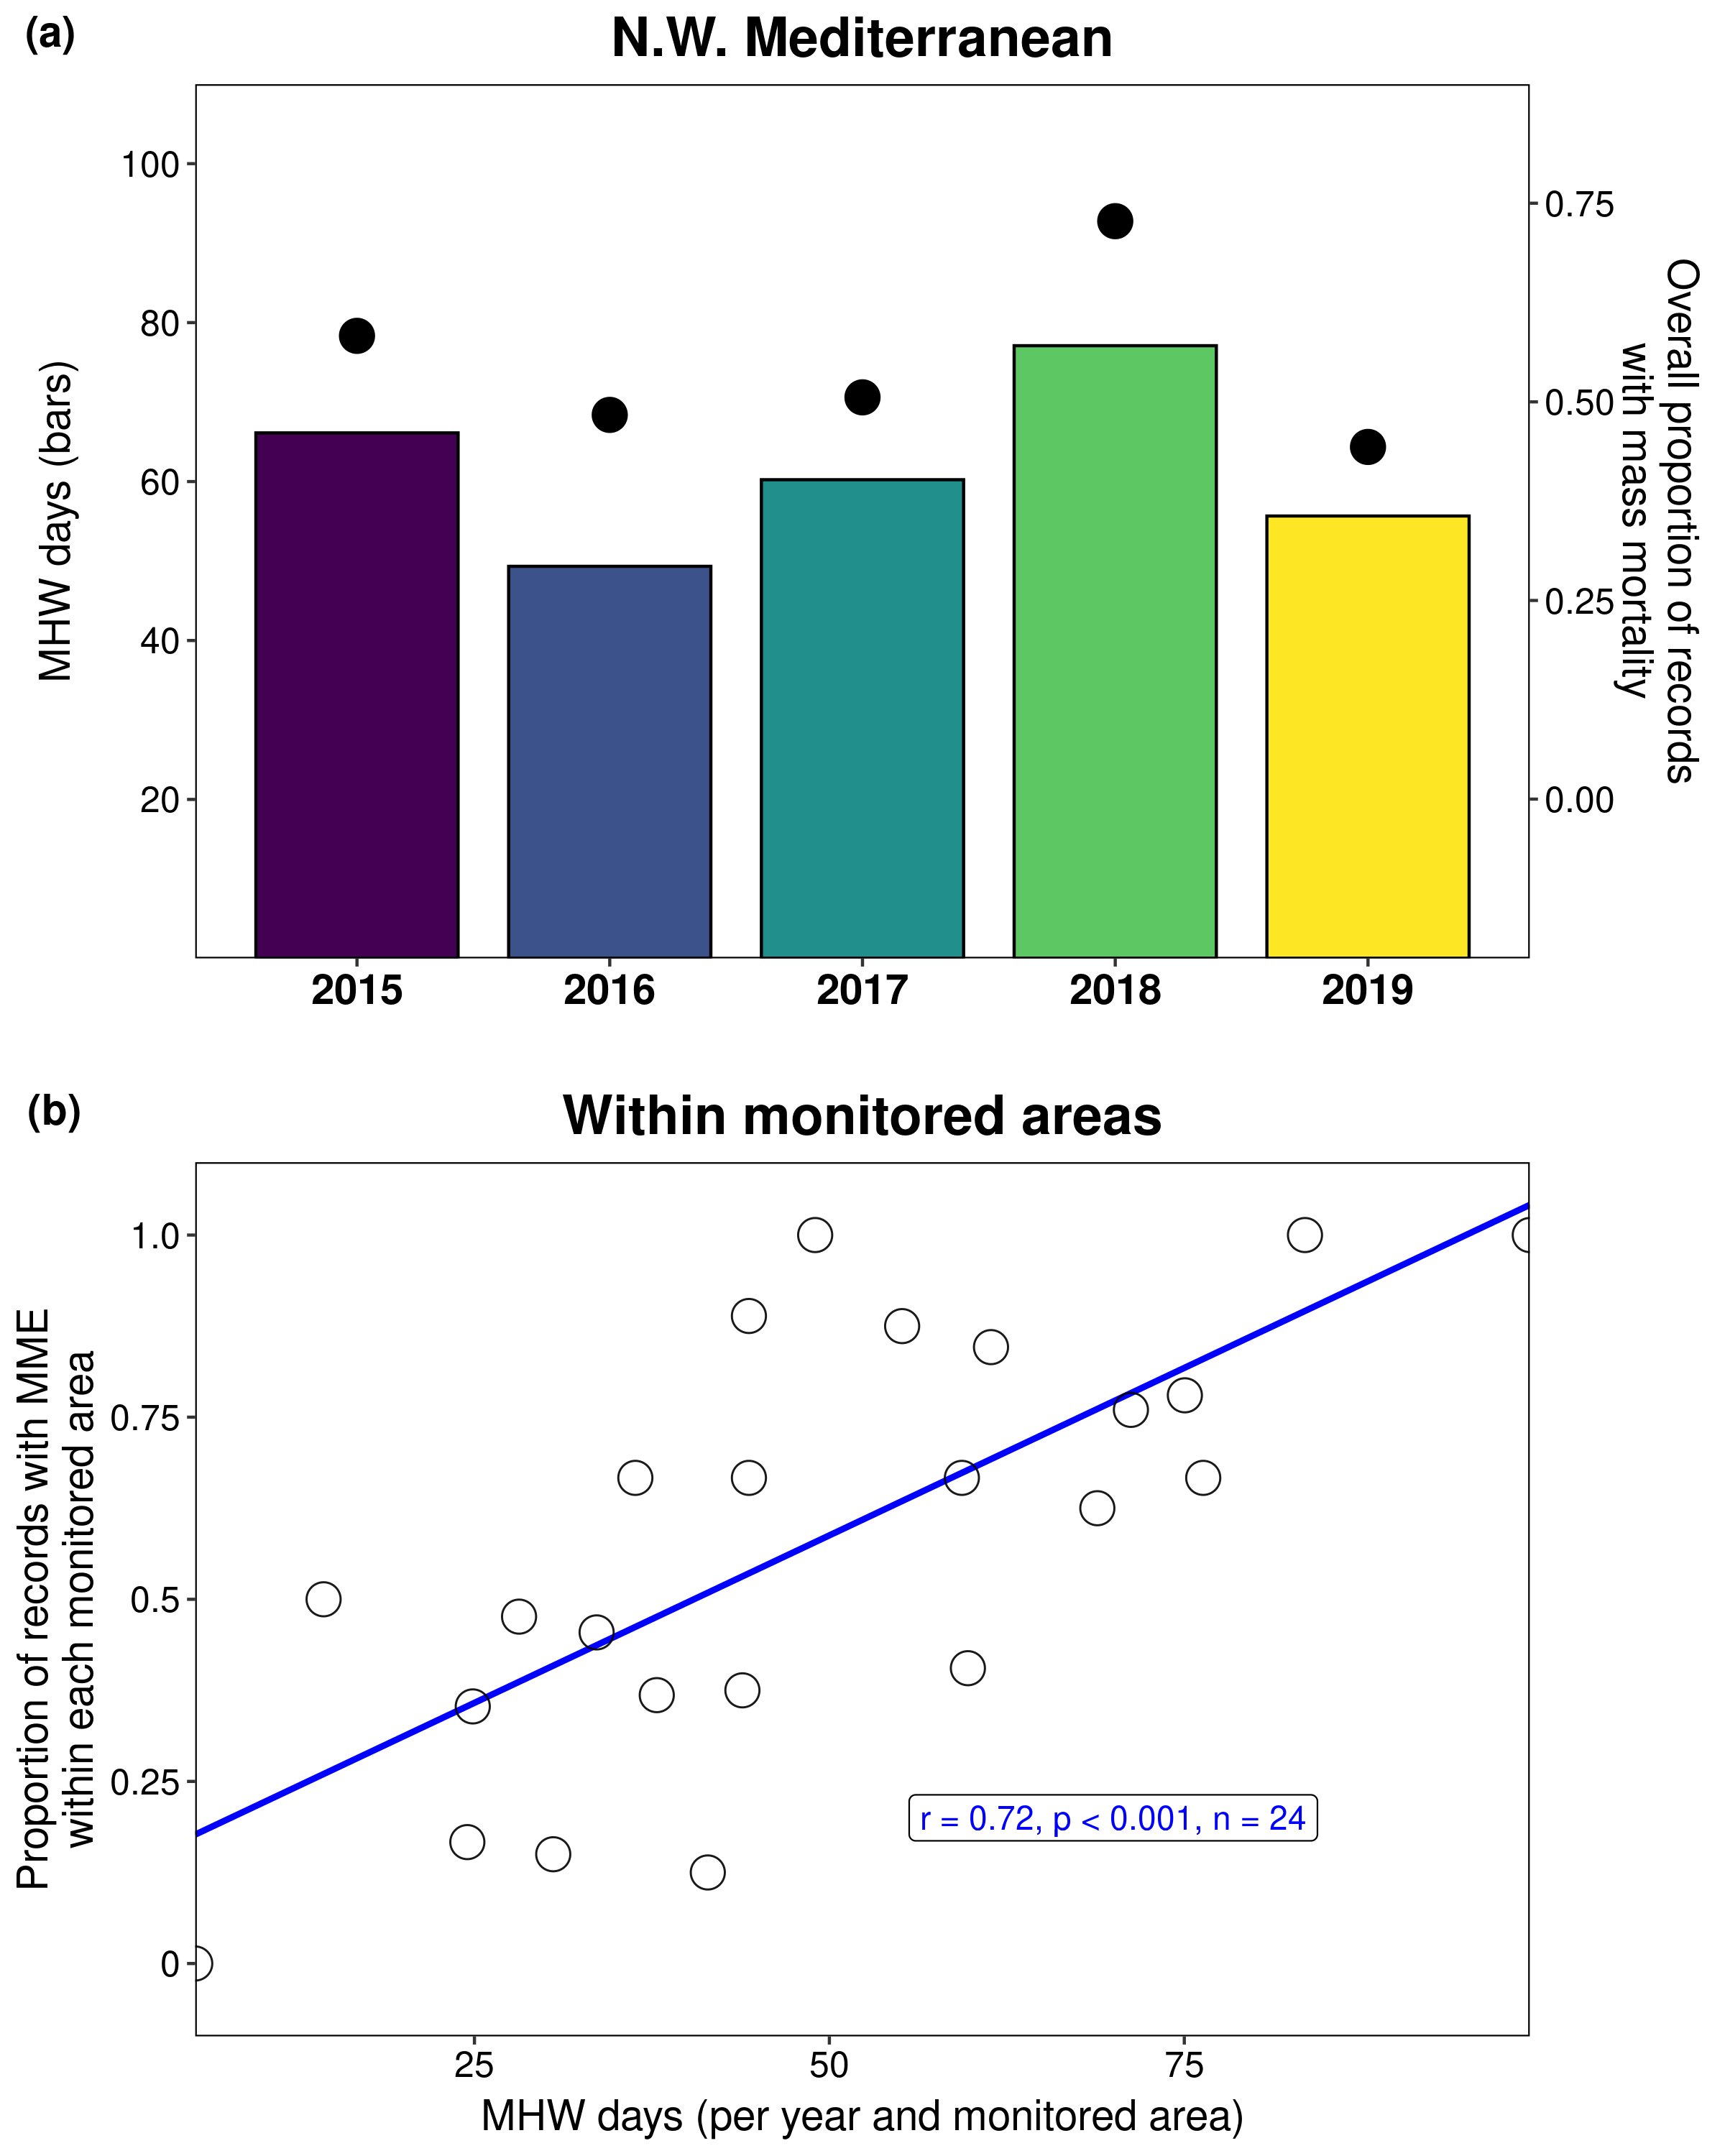 (a)
N.W. Mediterranean
MHW days (bars)
100
80
60
40
20
0.75
0.50
0.25
0.00
Overall proportion of records
with mass mortality
2015
2016
2017
2018
2019
(b)
Within monitored areas
Proportion of records with MME
within each monitored area
1.0
0.75
0.5
0.25
0
r = 0.72, p < 0.001, n = 24
25
50
75
MHW days (per year and monitored area)